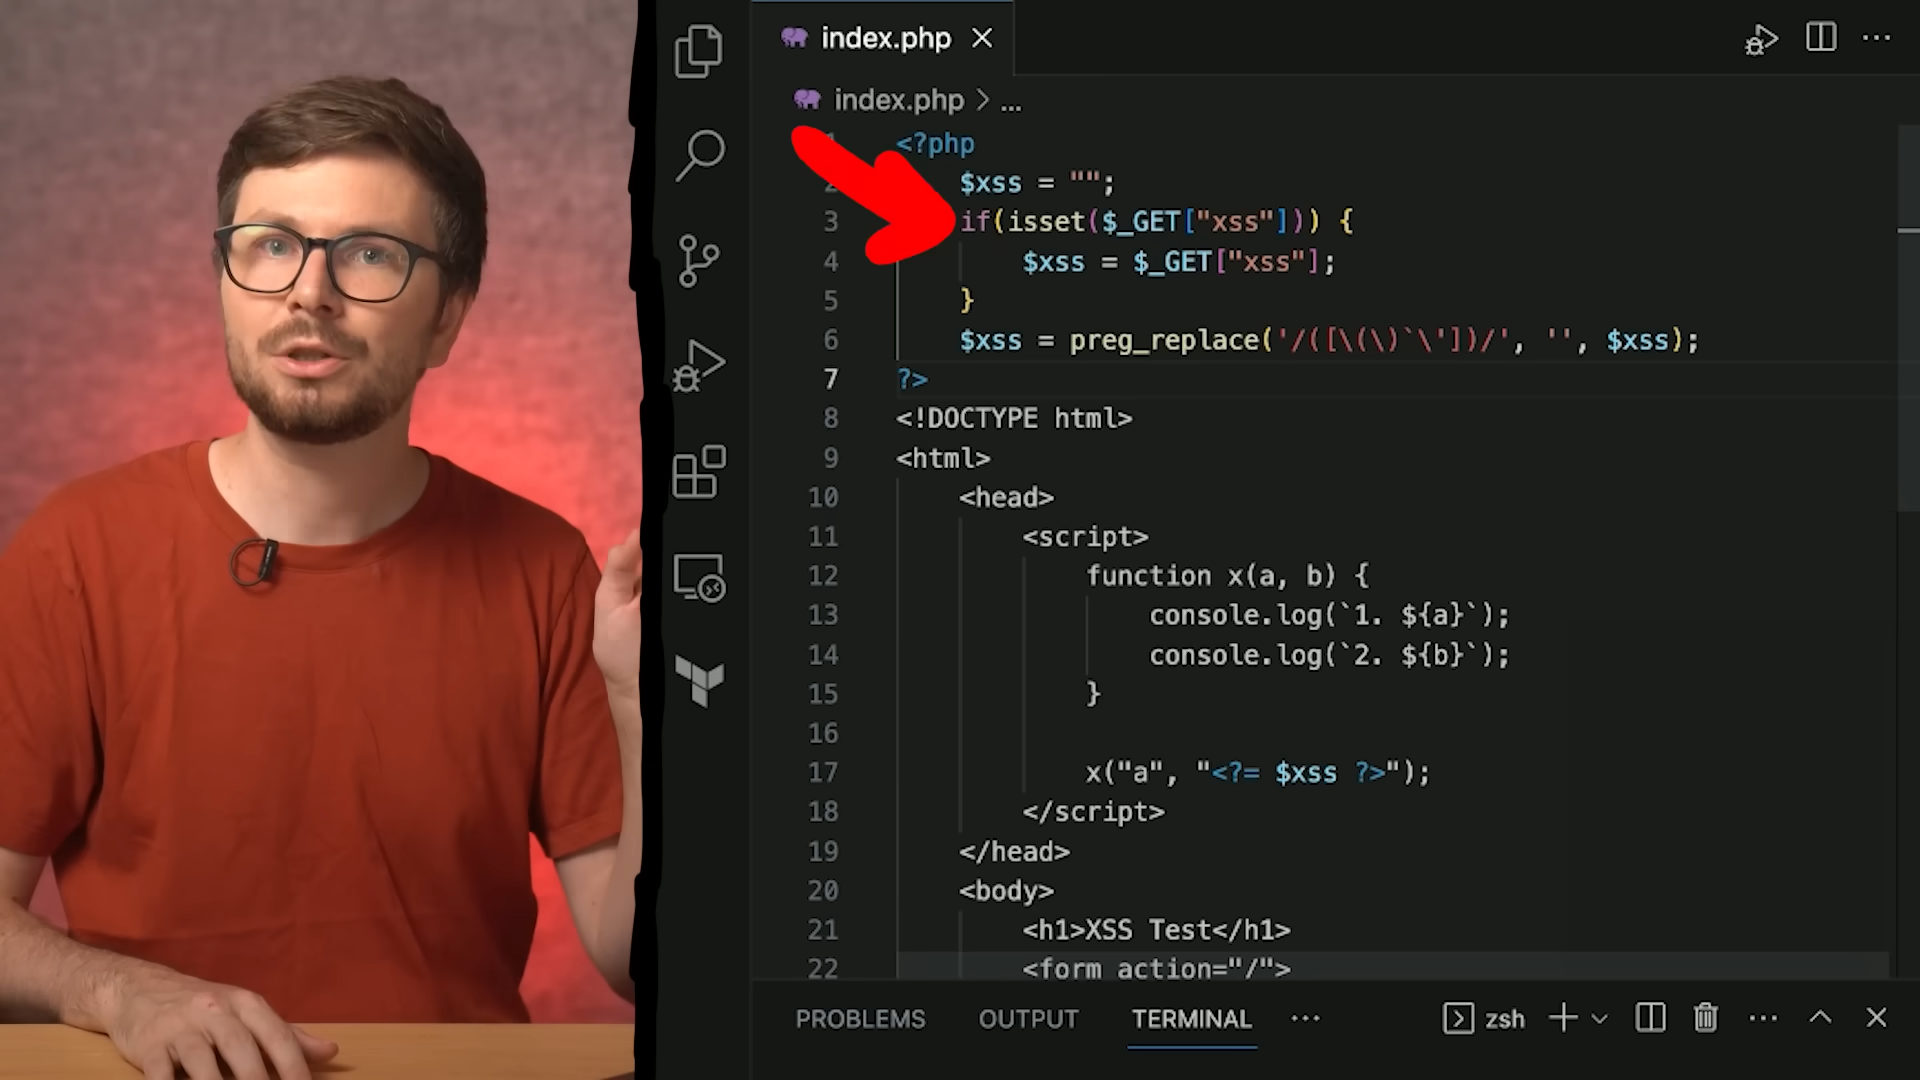 index.php
index.php > ...
1 <?php
2 $xss = "";
3 if(isset($_GET["xss"])) {
4 $xss = $_GET["xss"];
5 }
6 $xss = preg_replace('/([\(\)`\'])/', '', $xss);
7 ?>
8 <!DOCTYPE html>
9 <html>
10 <head>
11 <script>
12 function x(a, b) {
13 console.log(`1. ${a}`);
14 console.log(`2. ${b}`);
15 }
16
17 x("a", "<?= $xss ?>");
18 </script>
19 </head>
20 <body>
21 <h1>XSS Test</h1>
22 <form action="/">
PROBLEMS OUTPUT TERMINAL ... zsh